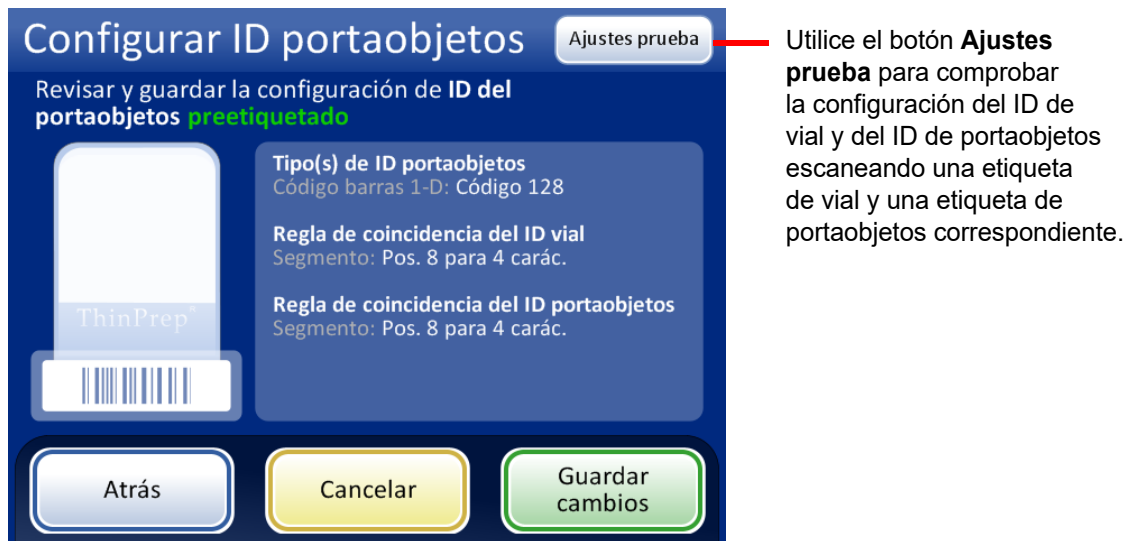 Configurar ID portaobjetos
Ajustes prueba
Revisar y guardar la configuración de ID del
portaobjetos preetiquetado
ThinPrep®
Tipo(s) de ID portaobjetos
Código barras 1-D: Código 128
Regla de coincidencia del ID vial
Segmento: Pos. 8 para 4 carác.
Regla de coincidencia del ID portaobjetos
Segmento: Pos. 8 para 4 carác.
Atrás
Cancelar
Guardar
cambios
Utilice el botón Ajustes
prueba para comprobar
la configuración del ID de
vial y del ID de portaobjetos
escaneando una etiqueta
de vial y una etiqueta de
portaobjetos correspondiente.